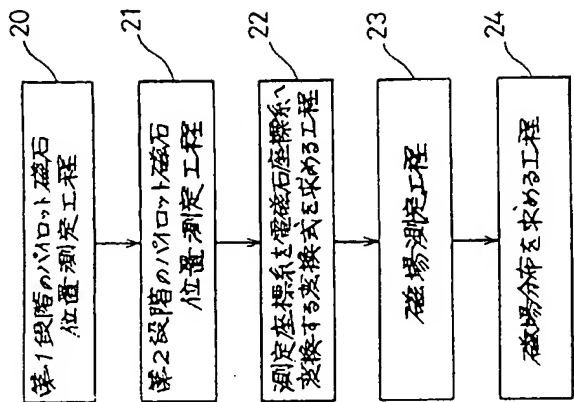 20
第1段階のパイロット磁石
位置測定工程
21
第2段階のパイロット磁石
位置測定工程
22
測定座標系を電磁石座標系へ
変換する変換式を求める工程
23
磁場測定工程
24
磁場分布を求める工程